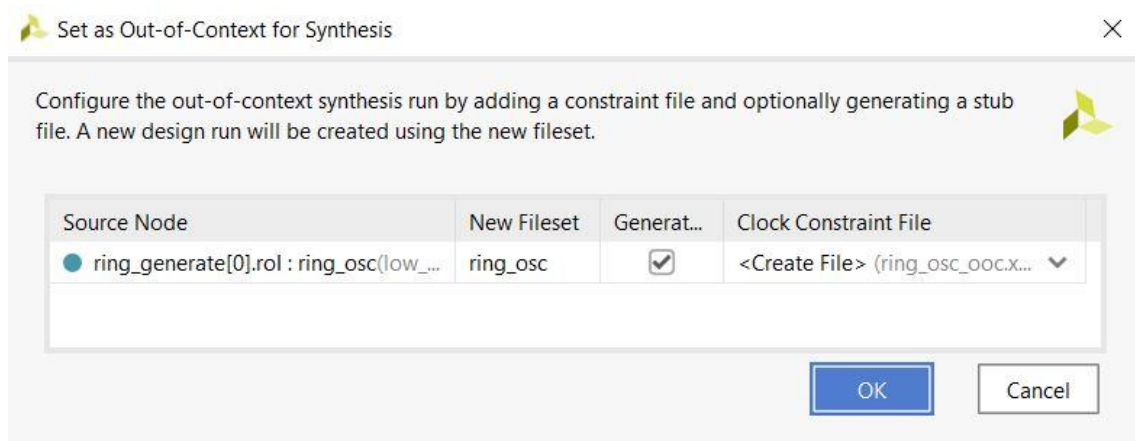 Set as Out-of-Context for Synthesis
Configure the out-of-context synthesis run by adding a constraint file and optionally generating a stub
file. A new design run will be created using the new fileset.
Source Node New Fileset Generat... Clock Constraint File
ring_generate[0].rol : ring_osc(low_... ring_osc <Create File> (ring_osc_ooc.x...
OK Cancel